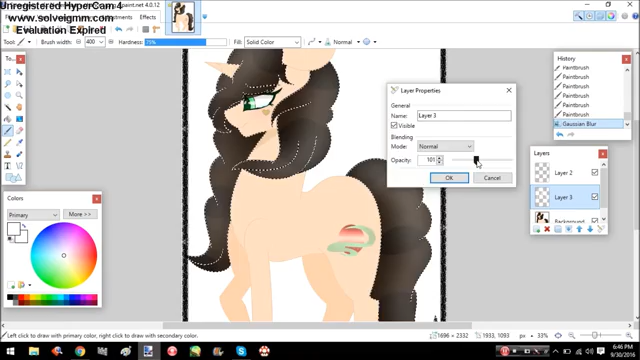 Unregistered HyperCam 4
paint.net 4.0.12
www.solveigmm.com
Adjustments Effects
Evaluation Expired
Tool: Brush width: 400 Hardness: 75% Fill: Solid Color Normal
To...
Layer Properties
General
Name: Layer 3
Visible
Blending
Mode: Normal
Opacity: 101
OK Cancel
History
Paintbrush
Paintbrush
Paintbrush
Paintbrush
Paintbrush
Gaussian Blur
Layers
Layer 2
Layer 3
Background
Colors
Primary More >>
Left click to draw with primary color, right click to draw with secondary color.
1696 × 2332 1933, 1093 px 33%
6:46 PM
9/30/2016